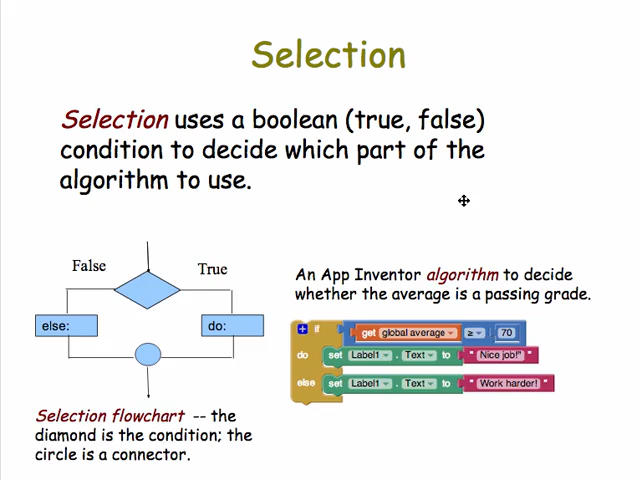 Selection
Selection uses a boolean (true, false)
condition to decide which part of the
algorithm to use.
False
True
else:
do:
Selection flowchart -- the
diamond is the condition; the
circle is a connector.
An App Inventor algorithm to decide
whether the average is a passing grade.
if get global average ≥ 70
do set Label1 . Text to " Nice job! "
else set Label1 . Text to " Work harder! "